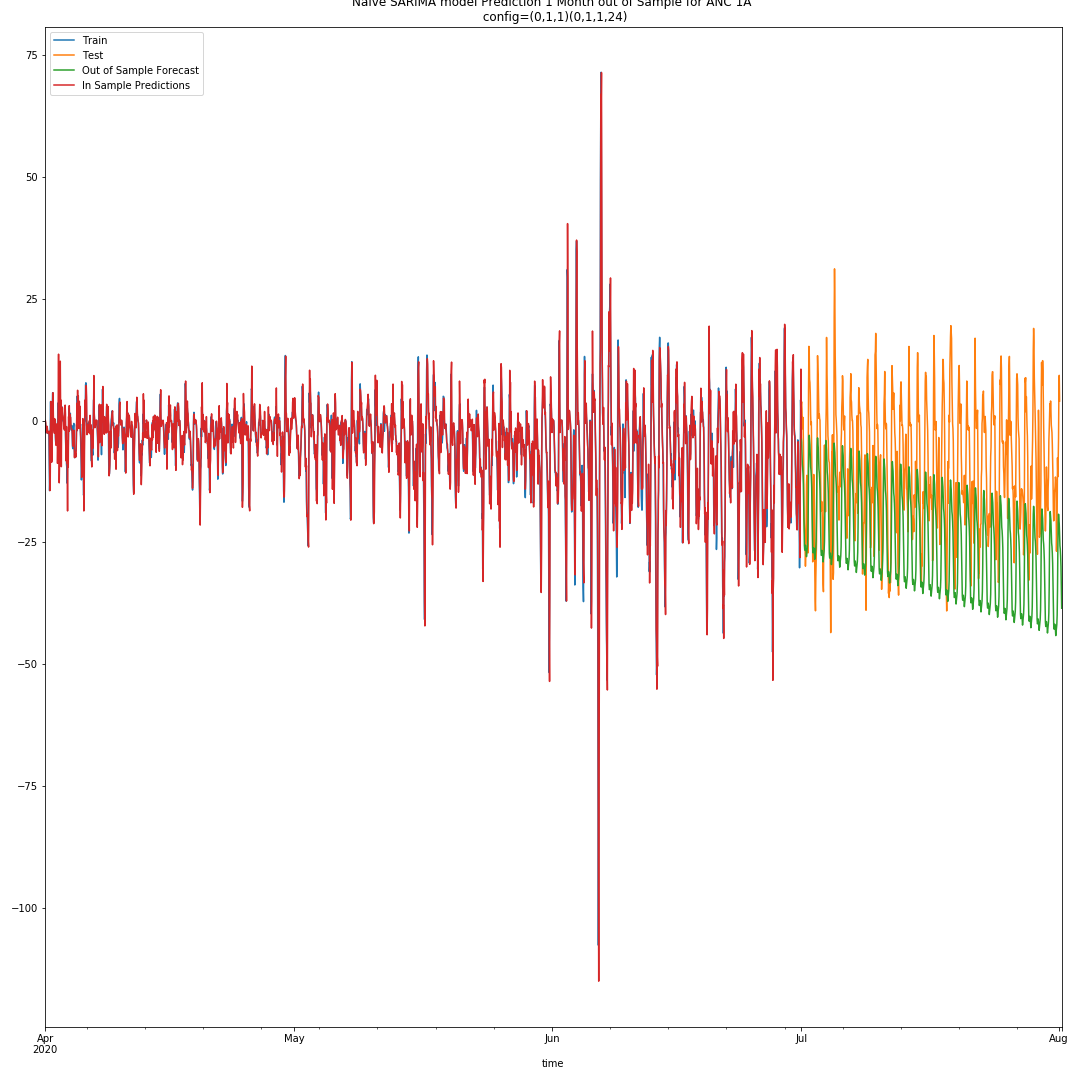 Naive SARIMA model Prediction 1 Month out of Sample for ANC 1A
config=(0,1,1)(0,1,1,24)
Train
Test
Out of Sample Forecast
In Sample Predictions
75
50
25
0
−25
−50
−75
−100
Apr
2020
May
Jun
Jul
Aug
time